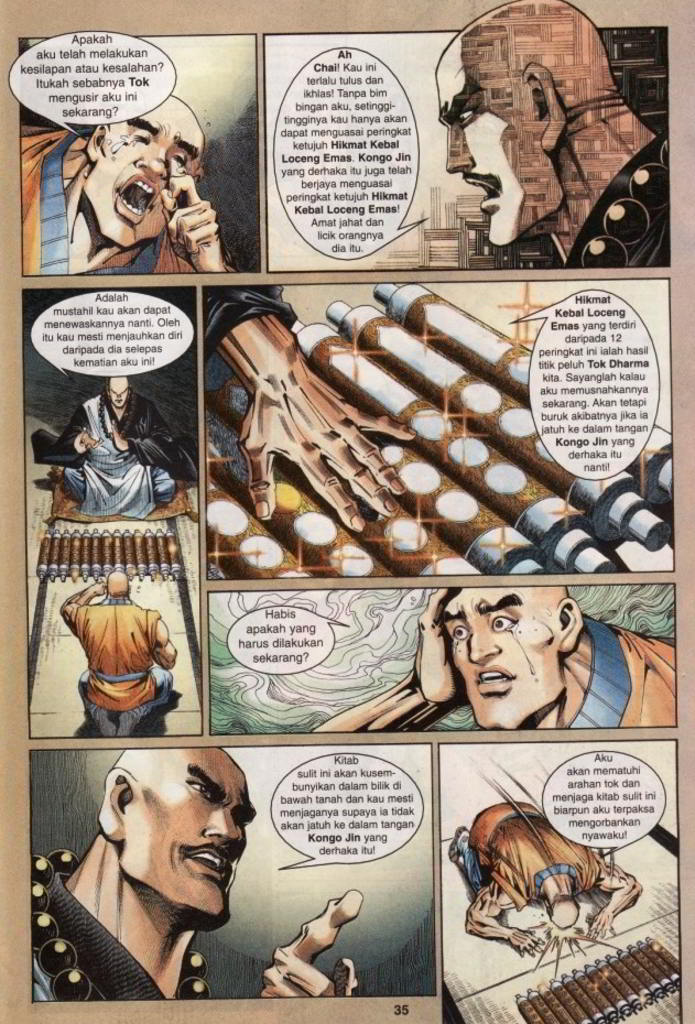 Apakah
aku telah melakukan
kesilapan atau kesalahan?
Itukah sebabnya Tok
mengusir aku ini
sekarang?
Ah
Chai! Kau ini
terlalu tulus dan
ikhlas! Tanpa bim
bingan aku, setinggi-
tingginya kau hanya akan
dapat menguasai peringkat
ketujuh Hikmat Kebal
Loceng Emas. Kongo Jin
yang derhaka itu juga telah
berjaya menguasai
peringkat ketujuh Hikmat
Kebal Loceng Emas!
Amat jahat dan
licik orangnya
dia itu.
Adalah
mustahil kau akan dapat
menewaskannya nanti. Oleh
itu kau mesti menjauhkan diri
daripada dia selepas
kematian aku ini!
Hikmat
Kebal Loceng
Emas yang terdiri
daripada 12
peringkat ini ialah hasil
titik peluh Tok Dharma
kita. Sayanglah kalau
aku memusnahkannya
sekarang. Akan tetapi
buruk akibatnya jika ia
jatuh ke dalam tangan
Kongo Jin yang
derhaka itu
nanti!
Habis
apakah yang
harus dilakukan
sekarang?
Kitab
sulit ini akan kusem-
bunyikan dalam bilik di
bawah tanah dan kau mesti
menjaganya supaya ia tidak
akan jatuh ke dalam tangan
Kongo Jin yang
derhaka itu!
Aku
akan mematuhi
arahan tok dan
menjaga kitab sulit ini
biarpun aku terpaksa
mengorbankan
nyawaku!
35